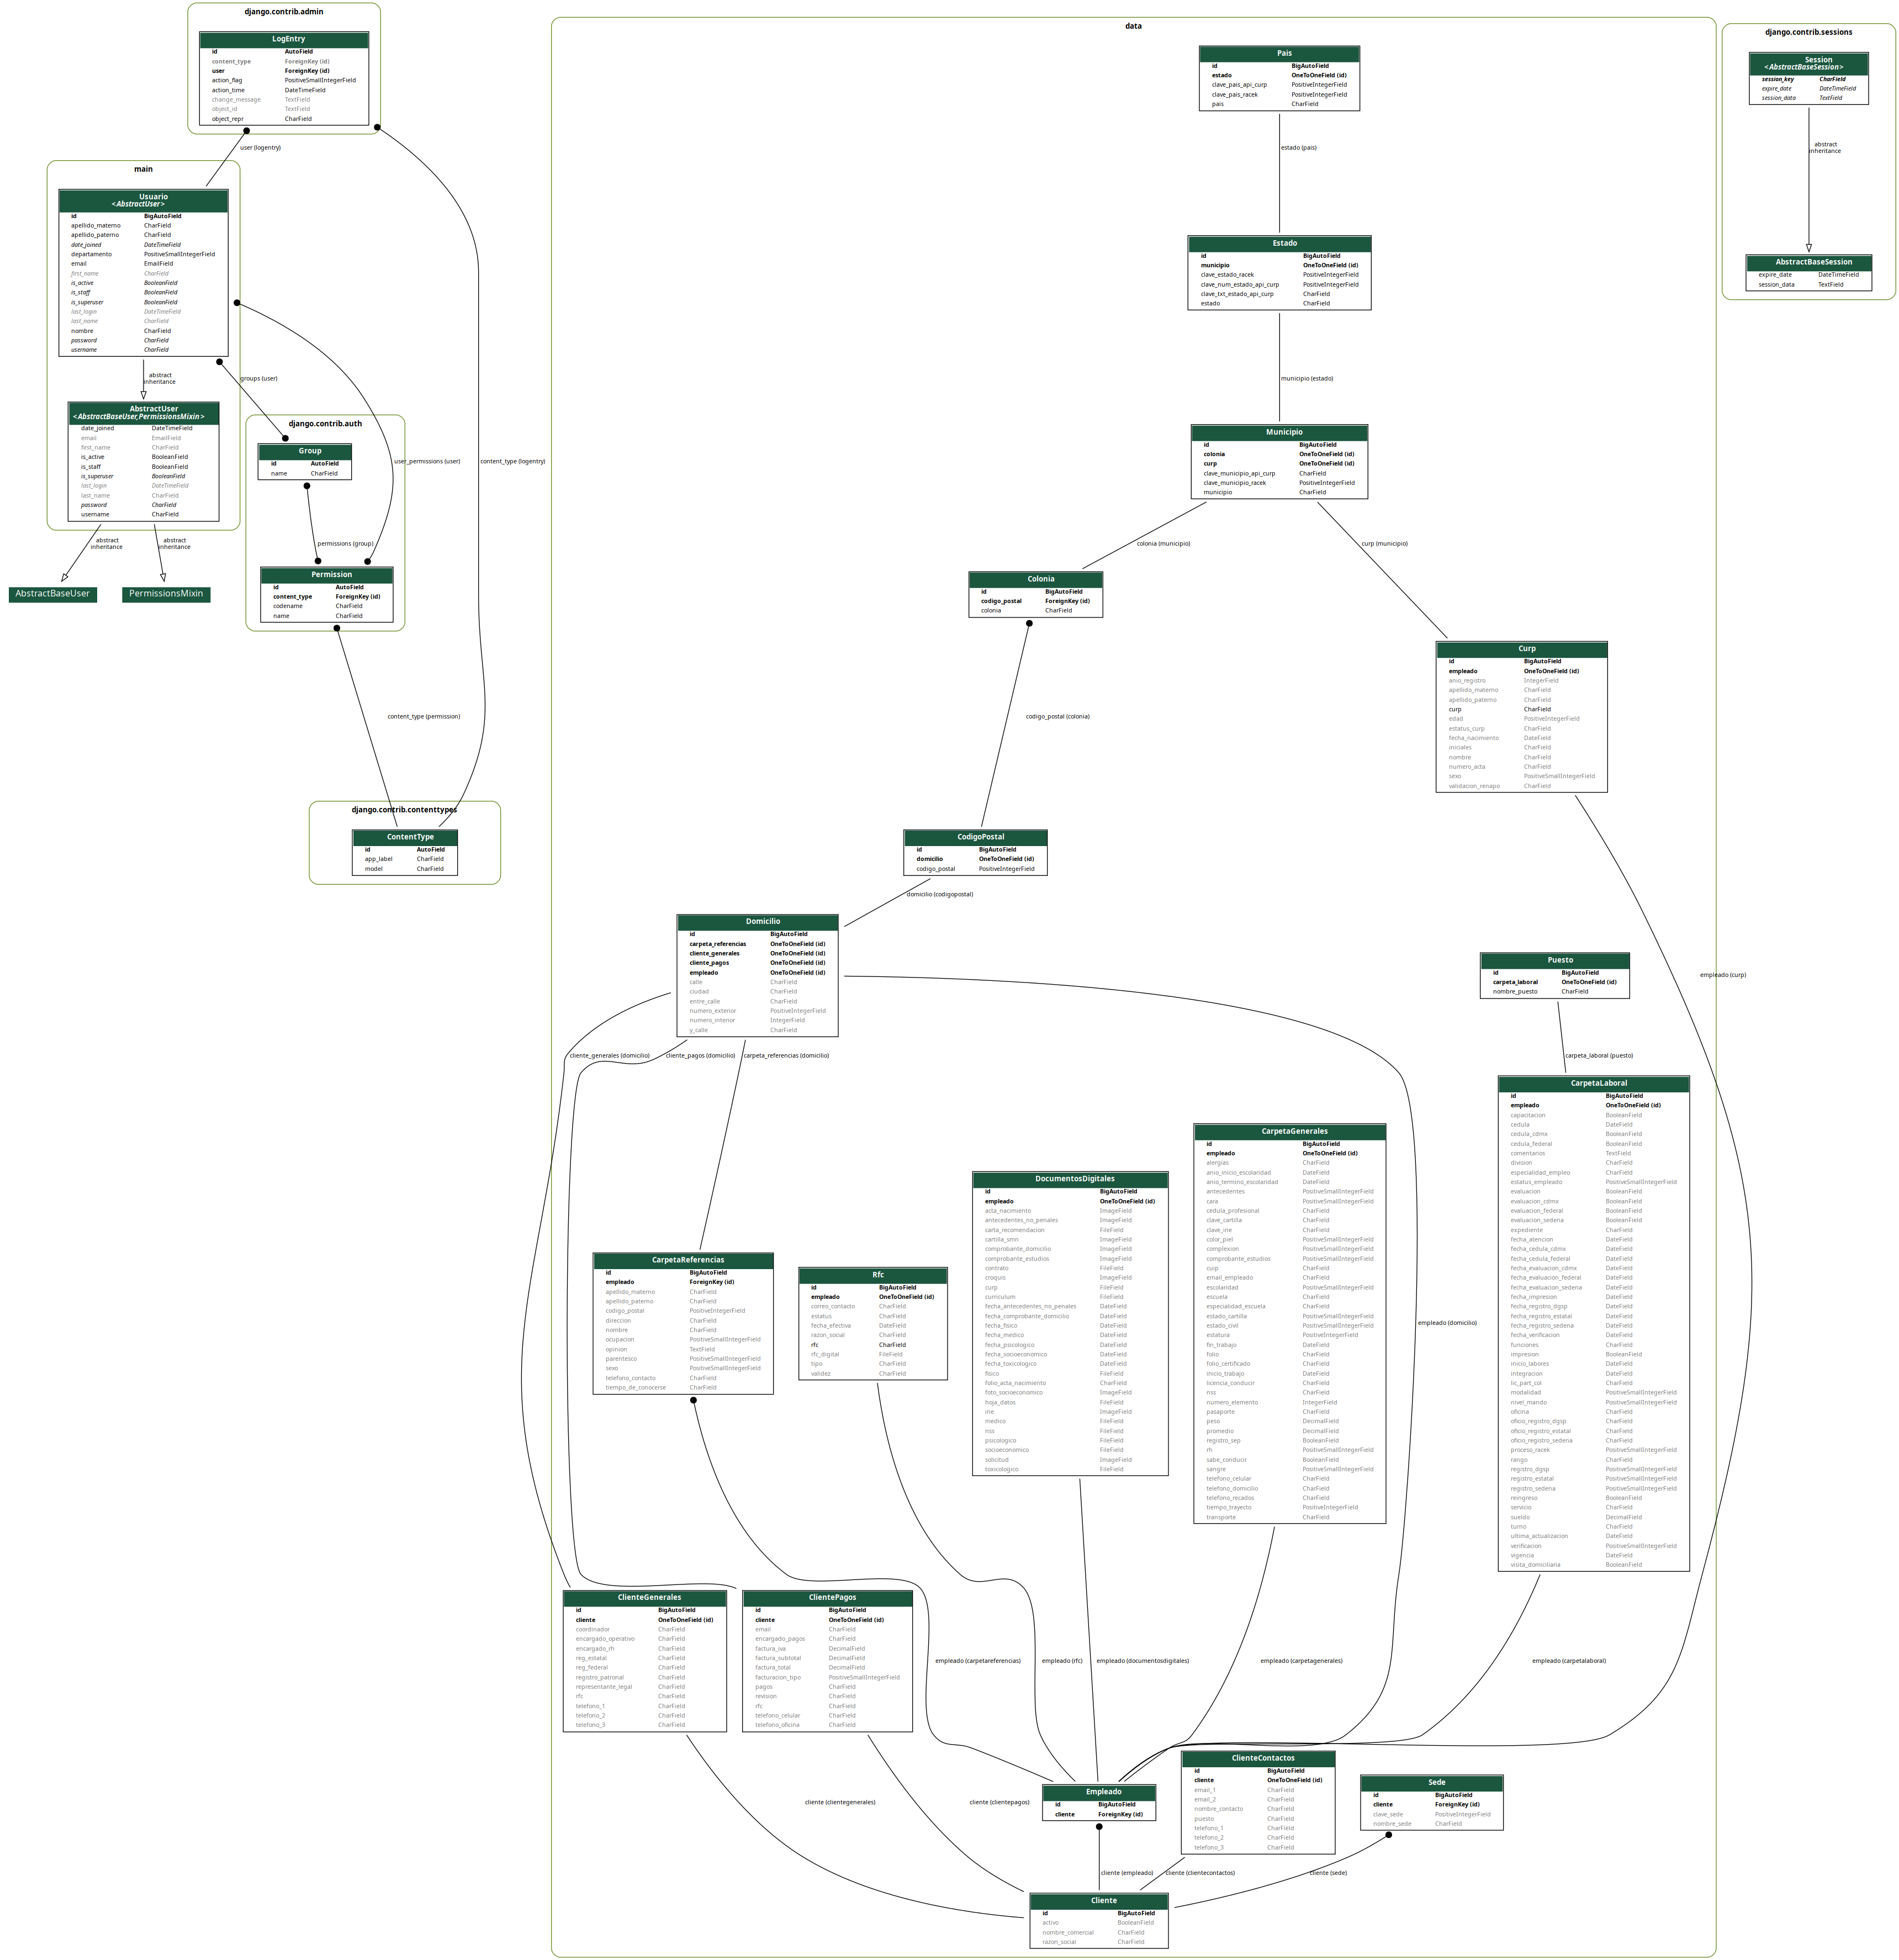 django.contrib.admin
LogEntry
id AutoField
content_type ForeignKey (id)
user ForeignKey (id)
action_flag PositiveSmallIntegerField
action_time DateTimeField
change_message TextField
object_id TextField
object_repr CharField
user (logentry)
main
Usuario
<AbstractUser>
id BigAutoField
apellido_materno CharField
apellido_paterno CharField
date_joined DateTimeField
departamento PositiveSmallIntegerField
email EmailField
first_name CharField
is_active BooleanField
is_staff BooleanField
is_superuser BooleanField
last_login DateTimeField
last_name CharField
nombre CharField
password CharField
username CharField
abstract
inheritance
groups (user)
AbstractUser
<AbstractBaseUser,PermissionsMixin>
date_joined DateTimeField
email EmailField
first_name CharField
is_active BooleanField
is_staff BooleanField
is_superuser BooleanField
last_login DateTimeField
last_name CharField
password CharField
username CharField
abstract
inheritance
abstract
inheritance
AbstractBaseUser
PermissionsMixin
django.contrib.auth
Group
id AutoField
name CharField
user_permissions (user)
content_type (logentry)
permissions (group)
Permission
id AutoField
content_type ForeignKey (id)
codename CharField
name CharField
content_type (permission)
django.contrib.contenttypes
ContentType
id AutoField
app_label CharField
model CharField
data
Pais
id BigAutoField
estado OneToOneField (id)
clave_pais_api_curp PositiveIntegerField
clave_pais_racek PositiveIntegerField
pais CharField
estado (pais)
Estado
id BigAutoField
municipio OneToOneField (id)
clave_estado_racek PositiveIntegerField
clave_num_estado_api_curp PositiveIntegerField
clave_txt_estado_api_curp CharField
estado CharField
municipio (estado)
Municipio
id BigAutoField
colonia OneToOneField (id)
curp OneToOneField (id)
clave_municipio_api_curp CharField
clave_municipio_racek PositiveIntegerField
municipio CharField
colonia (municipio)
curp (municipio)
Colonia
id BigAutoField
codigo_postal ForeignKey (id)
colonia CharField
codigo_postal (colonia)
Curp
id BigAutoField
empleado OneToOneField (id)
anio_registro IntegerField
apellido_materno CharField
apellido_paterno CharField
curp CharField
edad PositiveIntegerField
estatus_curp CharField
fecha_nacimiento DateField
iniciales CharField
nombre CharField
numero_acta CharField
sexo PositiveSmallIntegerField
validacion_renapo CharField
empleado (curp)
CodigoPostal
id BigAutoField
domicilio OneToOneField (id)
codigo_postal PositiveIntegerField
domicilio (codigopostal)
Domicilio
id BigAutoField
carpeta_referencias OneToOneField (id)
cliente_generales OneToOneField (id)
cliente_pagos OneToOneField (id)
empleado OneToOneField (id)
calle CharField
ciudad CharField
entre_calle CharField
numero_exterior PositiveIntegerField
numero_interior IntegerField
y_calle CharField
cliente_generales (domicilio)
cliente_pagos (domicilio)
carpeta_referencias (domicilio)
empleado (domicilio)
Puesto
id BigAutoField
carpeta_laboral OneToOneField (id)
nombre_puesto CharField
carpeta_laboral (puesto)
CarpetaLaboral
id BigAutoField
empleado OneToOneField (id)
capacitacion BooleanField
cedula DateField
cedula_cdmx BooleanField
cedula_federal BooleanField
comentarios TextField
division CharField
especialidad_empleo CharField
estatus_empleado PositiveSmallIntegerField
evaluacion BooleanField
evaluacion_cdmx BooleanField
evaluacion_federal BooleanField
evaluacion_sedena BooleanField
expediente CharField
fecha_atencion DateField
fecha_cedula_cdmx DateField
fecha_cedula_federal DateField
fecha_evaluacion_cdmx DateField
fecha_evaluacion_federal DateField
fecha_evaluacion_sedena DateField
fecha_impresion DateField
fecha_registro_dgsp DateField
fecha_registro_estatal DateField
fecha_registro_sedena DateField
fecha_verificacion DateField
funciones CharField
impresion BooleanField
inicio_labores DateField
integracion DateField
lic_part_col CharField
modalidad PositiveSmallIntegerField
nivel_mando PositiveSmallIntegerField
oficina CharField
oficio_registro_dgsp CharField
oficio_registro_estatal CharField
oficio_registro_sedena CharField
proceso_racek PositiveSmallIntegerField
rango CharField
registro_dgsp PositiveSmallIntegerField
registro_estatal PositiveSmallIntegerField
registro_sedena PositiveSmallIntegerField
reingreso BooleanField
servicio CharField
sueldo DecimalField
turno CharField
ultima_actualizacion DateField
verificacion PositiveSmallIntegerField
vigencia DateField
visita_domiciliaria BooleanField
empleado (carpetalaboral)
CarpetaGenerales
id BigAutoField
empleado OneToOneField (id)
alergias CharField
anio_inicio_escolaridad DateField
anio_termino_escolaridad DateField
antecedentes PositiveSmallIntegerField
cara PositiveSmallIntegerField
cedula_profesional CharField
clave_cartilla CharField
clave_ine CharField
color_piel PositiveSmallIntegerField
complexion PositiveSmallIntegerField
comprobante_estudios PositiveSmallIntegerField
cuip CharField
email_empleado CharField
escolaridad PositiveSmallIntegerField
escuela CharField
especialidad_escuela CharField
estado_cartilla PositiveSmallIntegerField
estado_civil PositiveSmallIntegerField
estatura PositiveIntegerField
fin_trabajo DateField
folio CharField
folio_certificado CharField
inicio_trabajo DateField
licencia_conducir CharField
nss CharField
numero_elemento IntegerField
pasaporte CharField
peso DecimalField
promedio DecimalField
registro_sep BooleanField
rh PositiveSmallIntegerField
sabe_conducir BooleanField
sangre PositiveSmallIntegerField
telefono_celular CharField
telefono_domicilio CharField
telefono_recados CharField
tiempo_trayecto PositiveIntegerField
transporte CharField
empleado (carpetagenerales)
DocumentosDigitales
id BigAutoField
empleado OneToOneField (id)
acta_nacimiento ImageField
antecedentes_no_penales ImageField
carta_recomendacion FileField
cartilla_smn ImageField
comprobante_domicilio ImageField
comprobante_estudios ImageField
contrato FileField
croquis ImageField
curp FileField
curriculum FileField
fecha_antecedentes_no_penales DateField
fecha_comprobante_domicilio DateField
fecha_fisico DateField
fecha_medico DateField
fecha_psicologico DateField
fecha_socioeconomico DateField
fecha_toxicologico DateField
fisico FileField
folio_acta_nacimiento CharField
foto_socioeconomico ImageField
hoja_datos FileField
ine ImageField
medico FileField
nss FileField
psicologico FileField
socioeconomico FileField
solicitud ImageField
toxicologico FileField
empleado (documentosdigitales)
CarpetaReferencias
id BigAutoField
empleado ForeignKey (id)
apellido_materno CharField
apellido_paterno CharField
codigo_postal PositiveIntegerField
direccion CharField
nombre CharField
ocupacion PositiveSmallIntegerField
opinion TextField
parentesco PositiveSmallIntegerField
sexo PositiveSmallIntegerField
telefono_contacto CharField
tiempo_de_conocerse CharField
empleado (carpetareferencias)
Rfc
id BigAutoField
empleado OneToOneField (id)
correo_contacto CharField
estatus CharField
fecha_efectiva DateField
razon_social CharField
rfc CharField
rfc_digital FileField
tipo CharField
validez CharField
empleado (rfc)
ClienteGenerales
id BigAutoField
cliente OneToOneField (id)
coordinador CharField
encargado_operativo CharField
encargado_rh CharField
reg_estatal CharField
reg_federal CharField
registro_patronal CharField
representante_legal CharField
rfc CharField
telefono_1 CharField
telefono_2 CharField
telefono_3 CharField
cliente (clientegenerales)
ClientePagos
id BigAutoField
cliente OneToOneField (id)
email CharField
encargado_pagos CharField
factura_iva DecimalField
factura_subtotal DecimalField
factura_total DecimalField
facturacion_tipo PositiveSmallIntegerField
pagos CharField
revision CharField
rfc CharField
telefono_celular CharField
telefono_oficina CharField
cliente (clientepagos)
Empleado
id BigAutoField
cliente ForeignKey (id)
cliente (empleado)
ClienteContactos
id BigAutoField
cliente OneToOneField (id)
email_1 CharField
email_2 CharField
nombre_contacto CharField
puesto CharField
telefono_1 CharField
telefono_2 CharField
telefono_3 CharField
cliente (clientecontactos)
Sede
id BigAutoField
cliente ForeignKey (id)
clave_sede PositiveIntegerField
nombre_sede CharField
cliente (sede)
Cliente
id BigAutoField
activo BooleanField
nombre_comercial CharField
razon_social CharField
django.contrib.sessions
Session
<AbstractBaseSession>
session_key CharField
expire_date DateTimeField
session_data TextField
abstract
inheritance
AbstractBaseSession
expire_date DateTimeField
session_data TextField